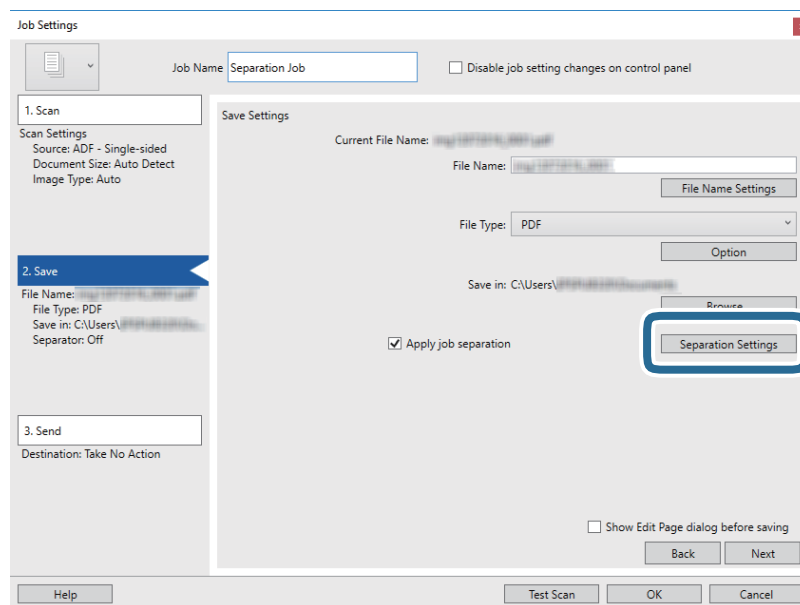 Job Settings
Job Name Separation Job
Disable job setting changes on control panel
1. Scan
Scan Settings
Source: ADF - Single-sided
Document Size: Auto Detect
Image Type: Auto
2. Save
File Name:
File Type: PDF
Save in: C:\Users\
Separator: Off
3. Send
Destination: Take No Action
Save Settings
Current File Name:
File Name:
File Name Settings
File Type: PDF
Option
Save in: C:\Users\
Browse
Apply job separation
Separation Settings
Show Edit Page dialog before saving
Back Next
Help Test Scan OK Cancel